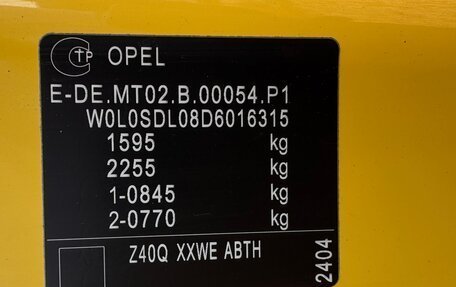 CTP OPEL
E-DE.MT02.B.00054.P1
W0L0SDL08D6016315
1595 kg
2255 kg
1-0845 kg
2-0770 kg
Z40Q XXWE ABTH
2404